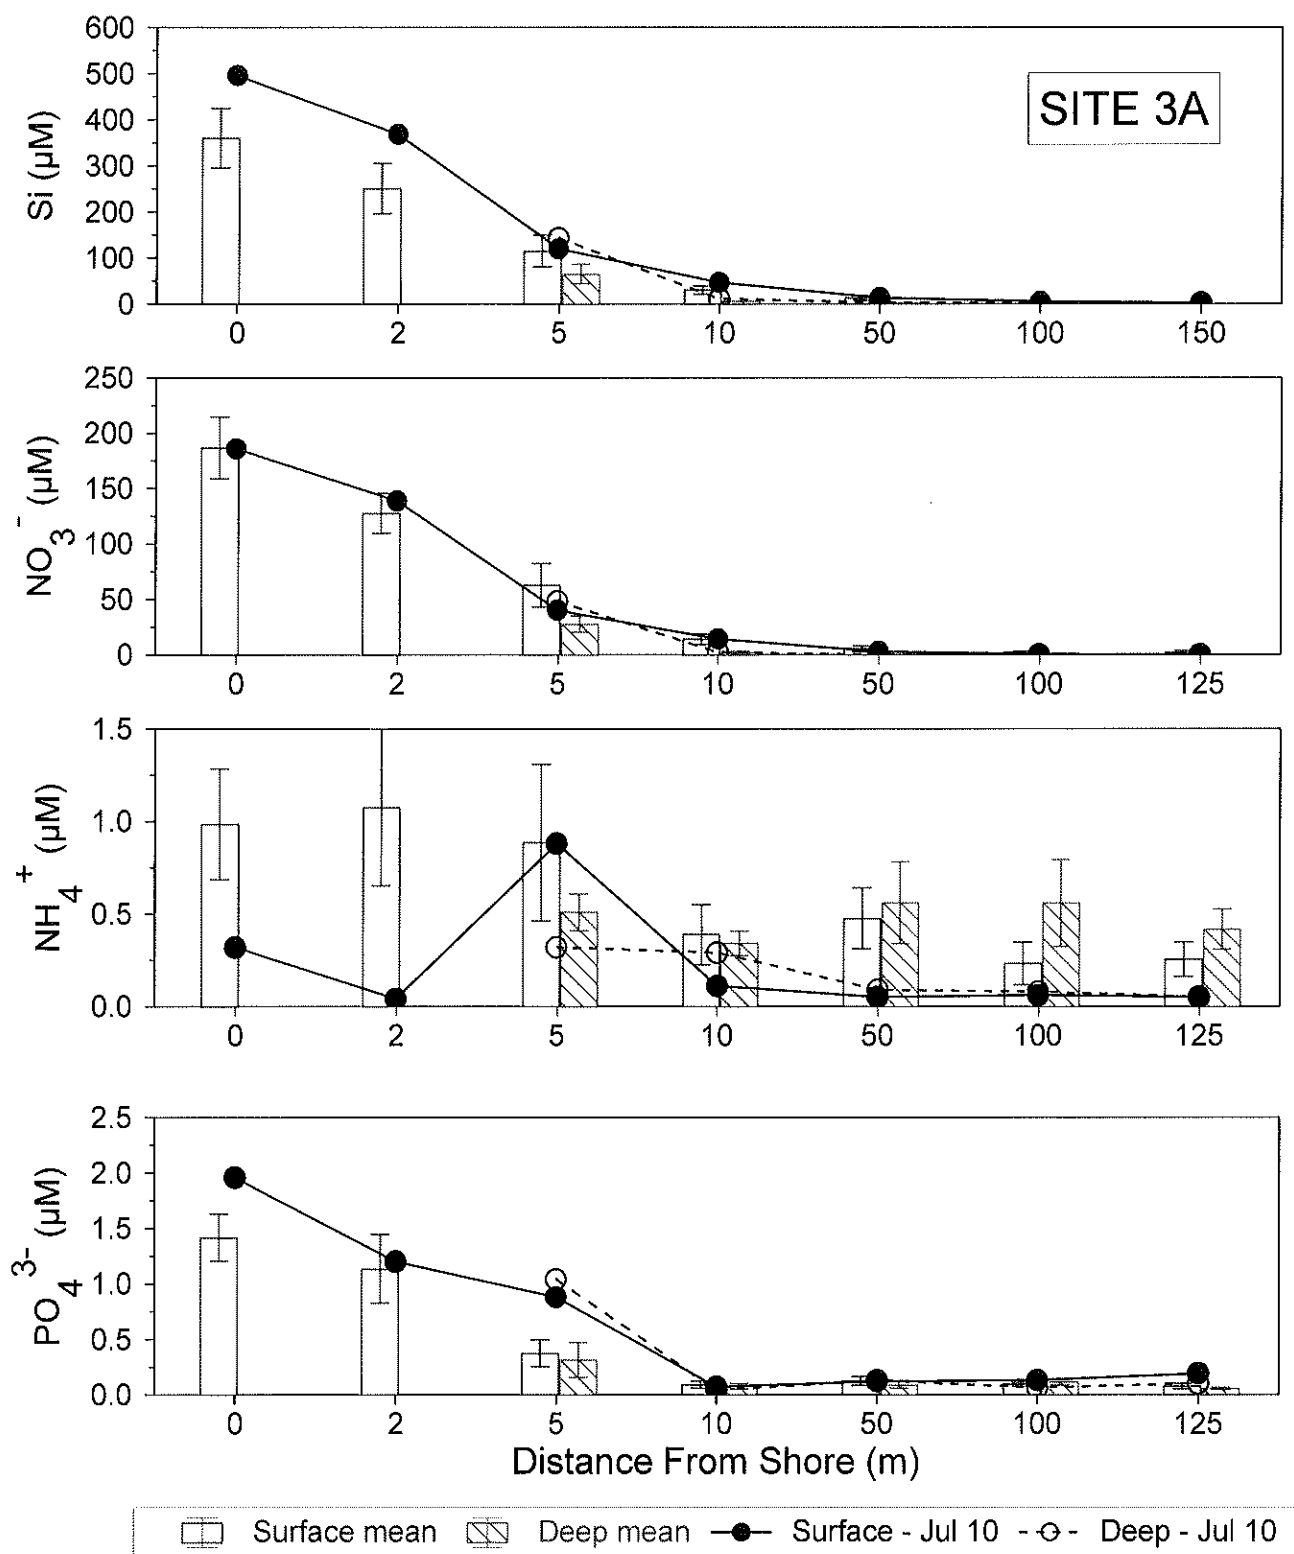 600
500
400
300
200
100
0
Si (µM)
SITE 3A
0 2 5 10 50 100 150
250
200
150
100
50
0
NO3- (µM)
0 2 5 10 50 100 125
1.5
1.0
0.5
0.0
NH4+ (µM)
0 2 5 10 50 100 125
2.5
2.0
1.5
1.0
0.5
0.0
PO43- (µM)
0 2 5 10 50 100 125
Distance From Shore (m)
Surface mean Deep mean Surface - Jul 10 Deep - Jul 10